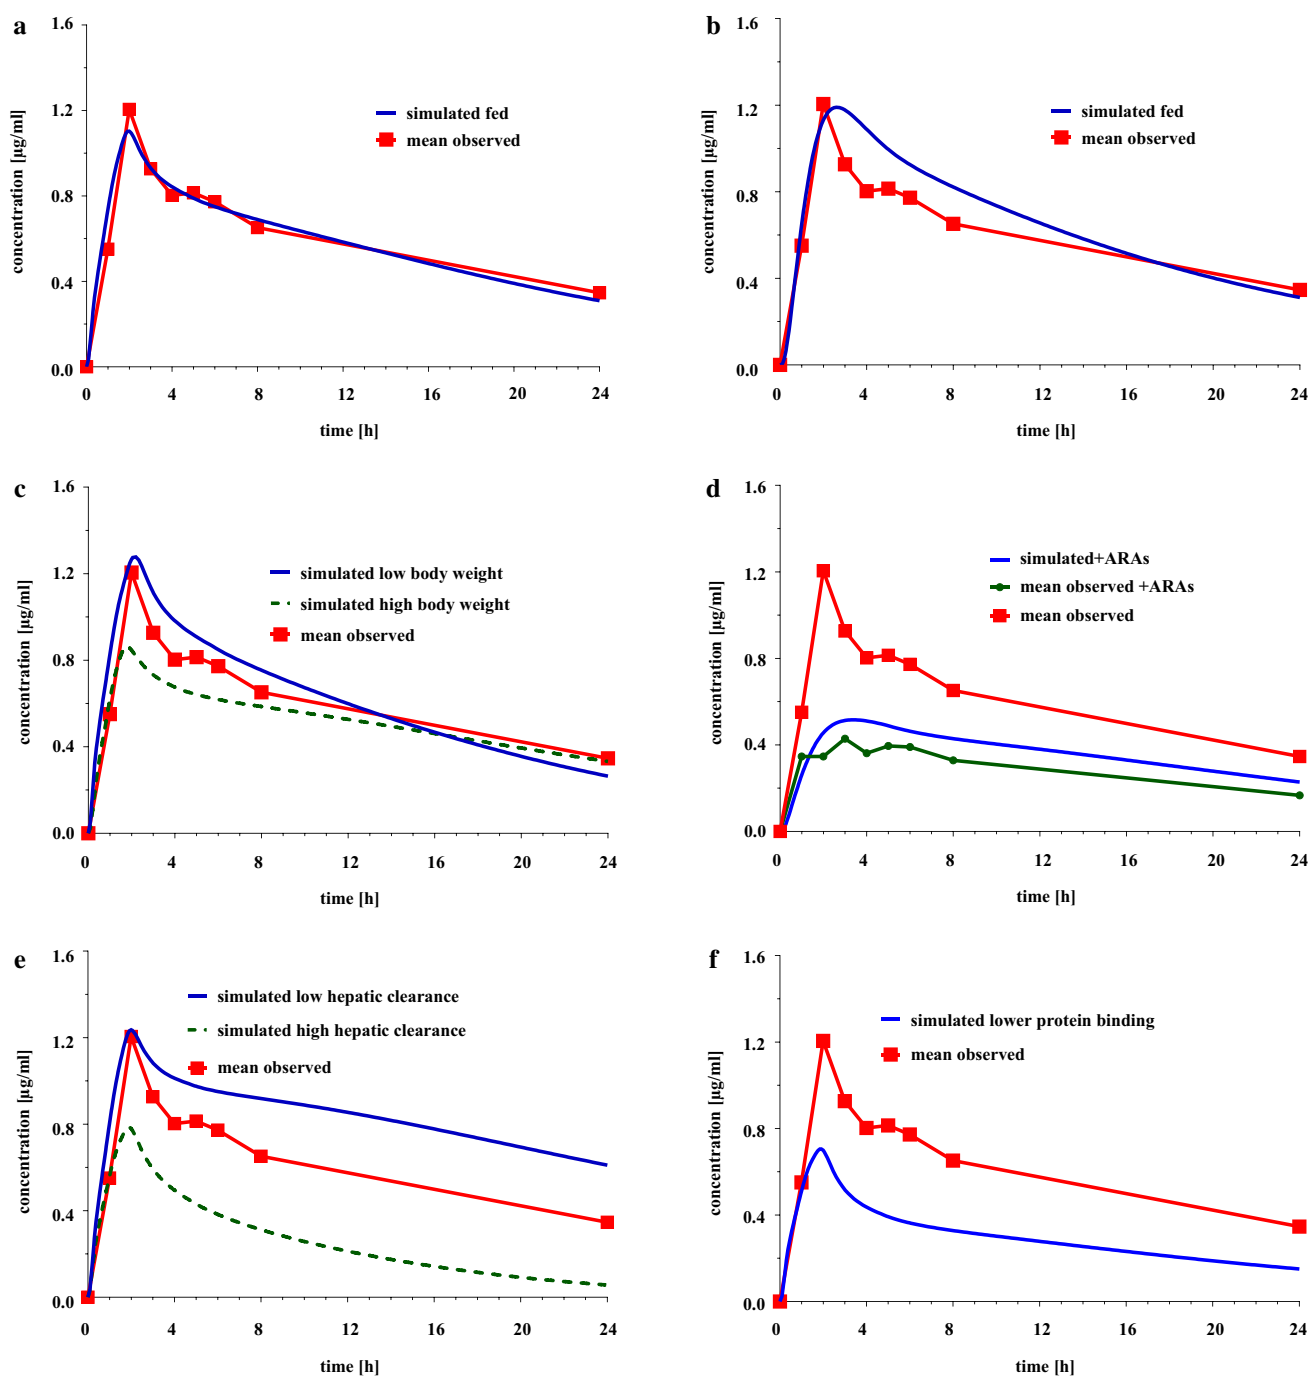 a
1.6
1.2
0.8
0.4
0.0
concentration [µg/ml]
simulated fed
mean observed
0 4 8 12 16 20 24
time [h]
b
1.6
1.2
0.8
0.4
0.0
concentration [µg/ml]
simulated fed
mean observed
0 4 8 12 16 20 24
time [h]
c
1.6
1.2
0.8
0.4
0.0
concentration [µg/ml]
simulated low body weight
simulated high body weight
mean observed
0 4 8 12 16 20 24
time [h]
d
1.6
1.2
0.8
0.4
0.0
concentration [µg/ml]
simulated+ARAs
mean observed +ARAs
mean observed
0 4 8 12 16 20 24
time [h]
e
1.6
1.2
0.8
0.4
0.0
concentration [µg/ml]
simulated low hepatic clearance
simulated high hepatic clearance
mean observed
0 4 8 12 16 20 24
time [h]
f
1.6
1.2
0.8
0.4
0.0
concentration [µg/ml]
simulated lower protein binding
mean observed
0 4 8 12 16 20 24
time [h]